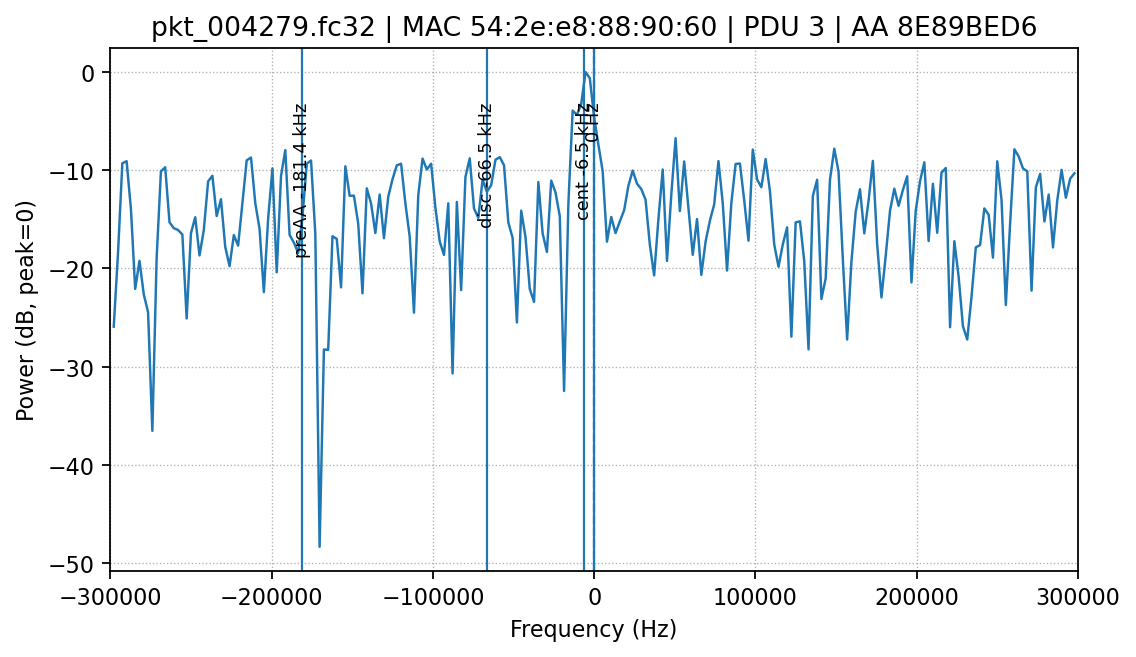 pkt_004279.fc32 | MAC 54:2e:e8:88:90:60 | PDU 3 | AA 8E89BED6
Power (dB, peak=0)
0
−10
−20
−30
−40
−50
preAA -181.4 kHz
disc -66.5 kHz
cent -6.5 kHz
0 Hz
−300000
−200000
−100000
0
100000
200000
300000
Frequency (Hz)